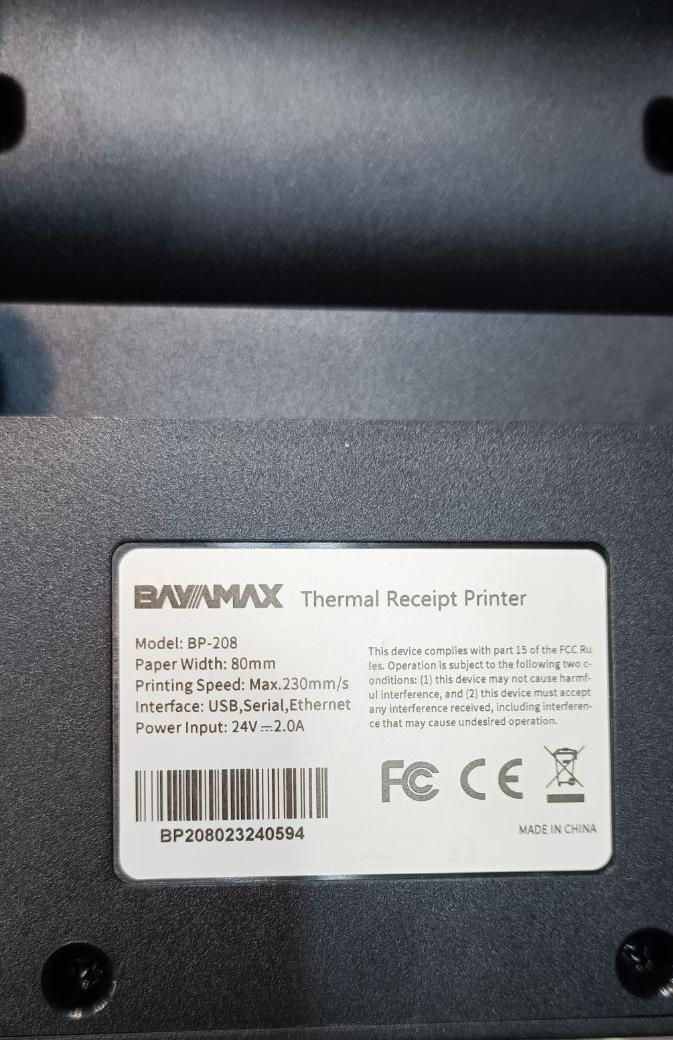 BAYAMAX Thermal Receipt Printer
Model: BP-208
Paper Width: 80mm
Printing Speed: Max.230mm/s
Interface: USB,Serial,Ethernet
Power Input: 24V⎓2.0A
This device complies with part 15 of the FCC Ru
les. Operation is subject to the following two c-
onditions: (1) this device may not cause harmf-
ul interference, and (2) this device must accept
any interference received, including interferen-
ce that may cause undesired operation.
FC CE
BP208023240594
MADE IN CHINA